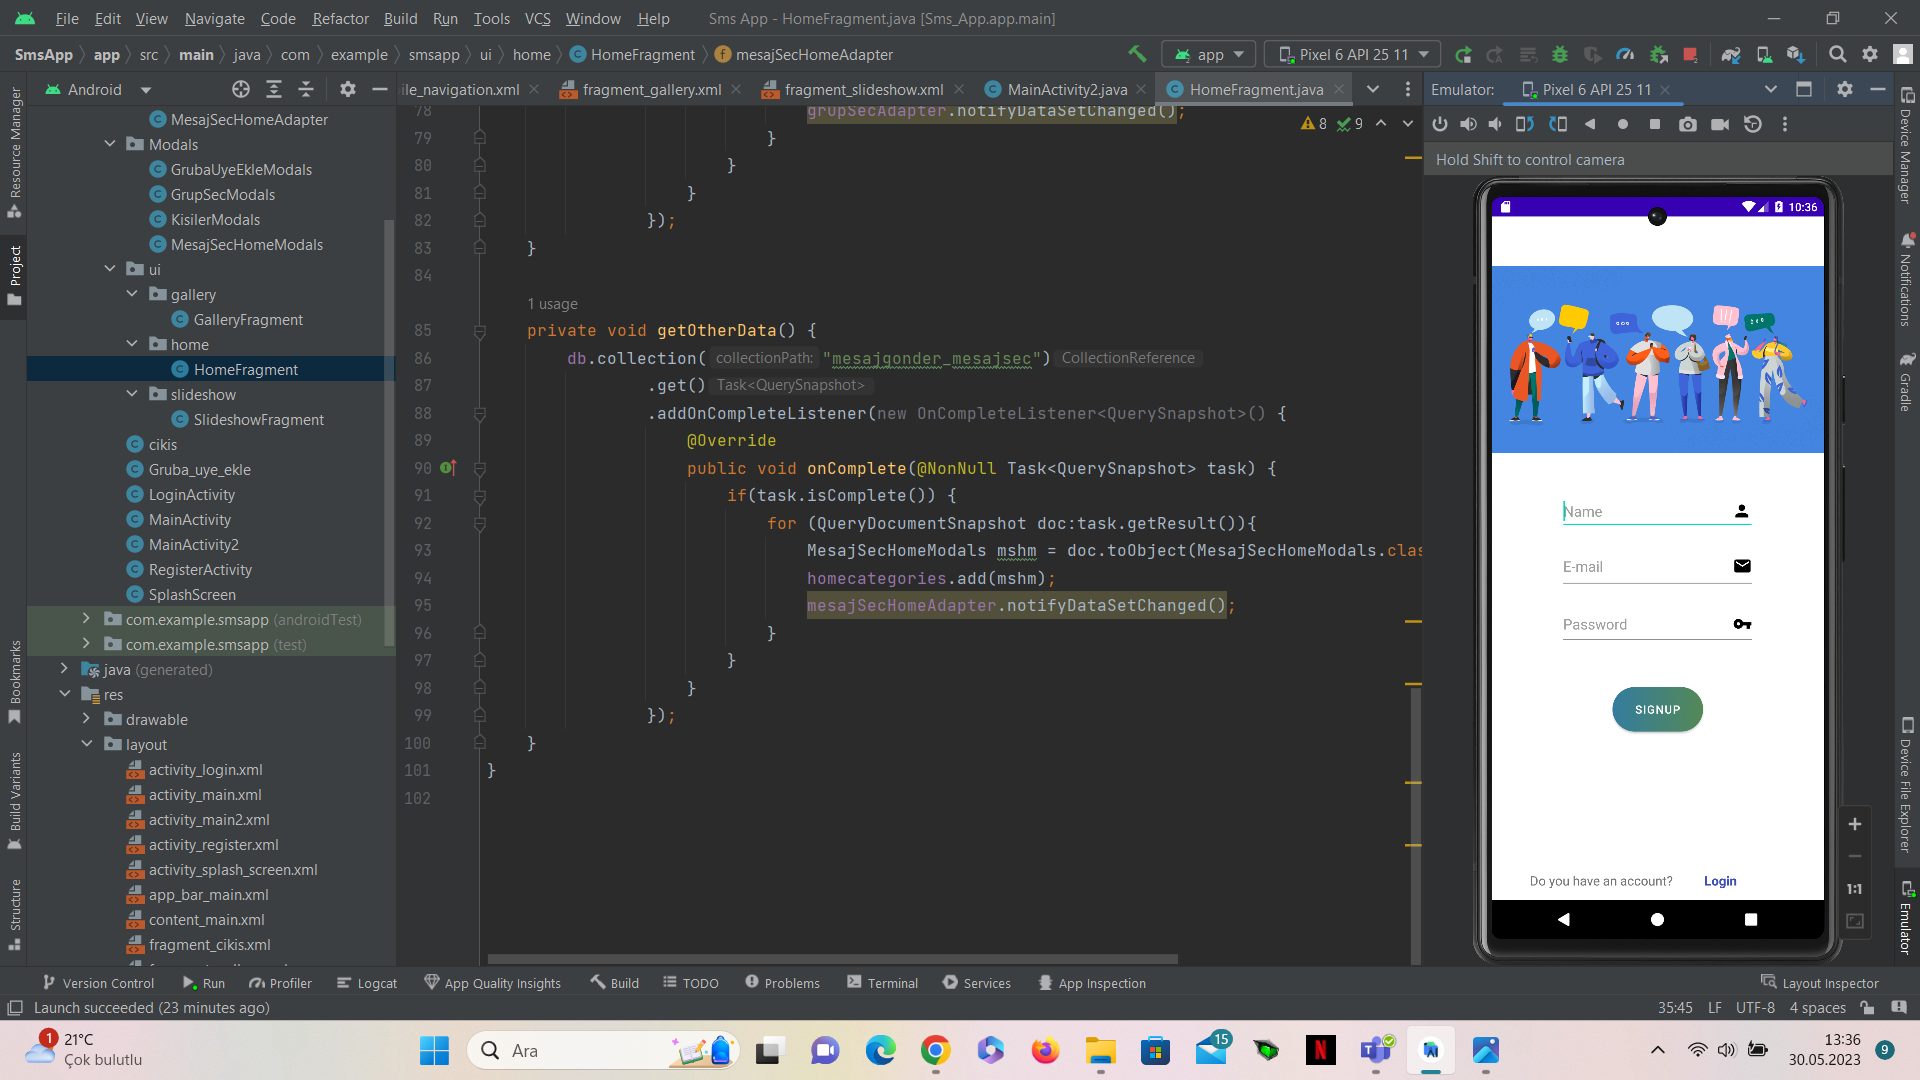 File Edit View Navigate Code Refactor Build Run Tools VCS Window Help Sms App - HomeFragment.java [Sms_App.app.main]
SmsApp app src main java com example smsapp ui home HomeFragment mesajSecHomeAdapter app Pixel 6 API 25 11
Android
ile_navigation.xml fragment_gallery.xml fragment_slideshow.xml MainActivity2.java HomeFragment.java
Emulator: Pixel 6 API 25 11
Hold Shift to control camera
Resource Manager
Project
Bookmarks
Build Variants
Structure
MesajSecHomeAdapter
Modals
GrubaUyeEkleModals
GrupSecModals
KisilerModals
MesajSecHomeModals
ui
gallery
GalleryFragment
home
HomeFragment
slideshow
SlideshowFragment
cikis
Gruba_uye_ekle
LoginActivity
MainActivity
MainActivity2
RegisterActivity
SplashScreen
com.example.smsapp (androidTest)
com.example.smsapp (test)
java (generated)
res
drawable
layout
activity_login.xml
activity_main.xml
activity_main2.xml
activity_register.xml
activity_splash_screen.xml
app_bar_main.xml
content_main.xml
fragment_cikis.xml
8 9
78 grupSecAdapter.notifyDataSetChanged();
79 }
80 }
81 }
82 });
83 }
84
1 usage
85 private void getOtherData() {
86 db.collection( collectionPath: "mesajgonder_mesajsec") CollectionReference
87 .get() Task<QuerySnapshot>
88 .addOnCompleteListener(new OnCompleteListener<QuerySnapshot>() {
89 @Override
90 public void onComplete(@NonNull Task<QuerySnapshot> task) {
91 if(task.isComplete()) {
92 for (QueryDocumentSnapshot doc:task.getResult()){
93 MesajSecHomeModals mshm = doc.toObject(MesajSecHomeModals.clas
94 homecategories.add(mshm);
95 mesajSecHomeAdapter.notifyDataSetChanged();
96 }
97 }
98 }
99 });
100 }
101 }
102
10:36
Name
E-mail
Password
SIGNUP
Do you have an account? Login
1:1
Device Manager
Notifications
Gradle
Device File Explorer
Emulator
Version Control Run Profiler Logcat App Quality Insights Build TODO Problems Terminal Services App Inspection Layout Inspector
Launch succeeded (23 minutes ago) 35:45 LF UTF-8 4 spaces
1
21°C
Çok bulutlu
Ara
15
N
13:36
30.05.2023
9